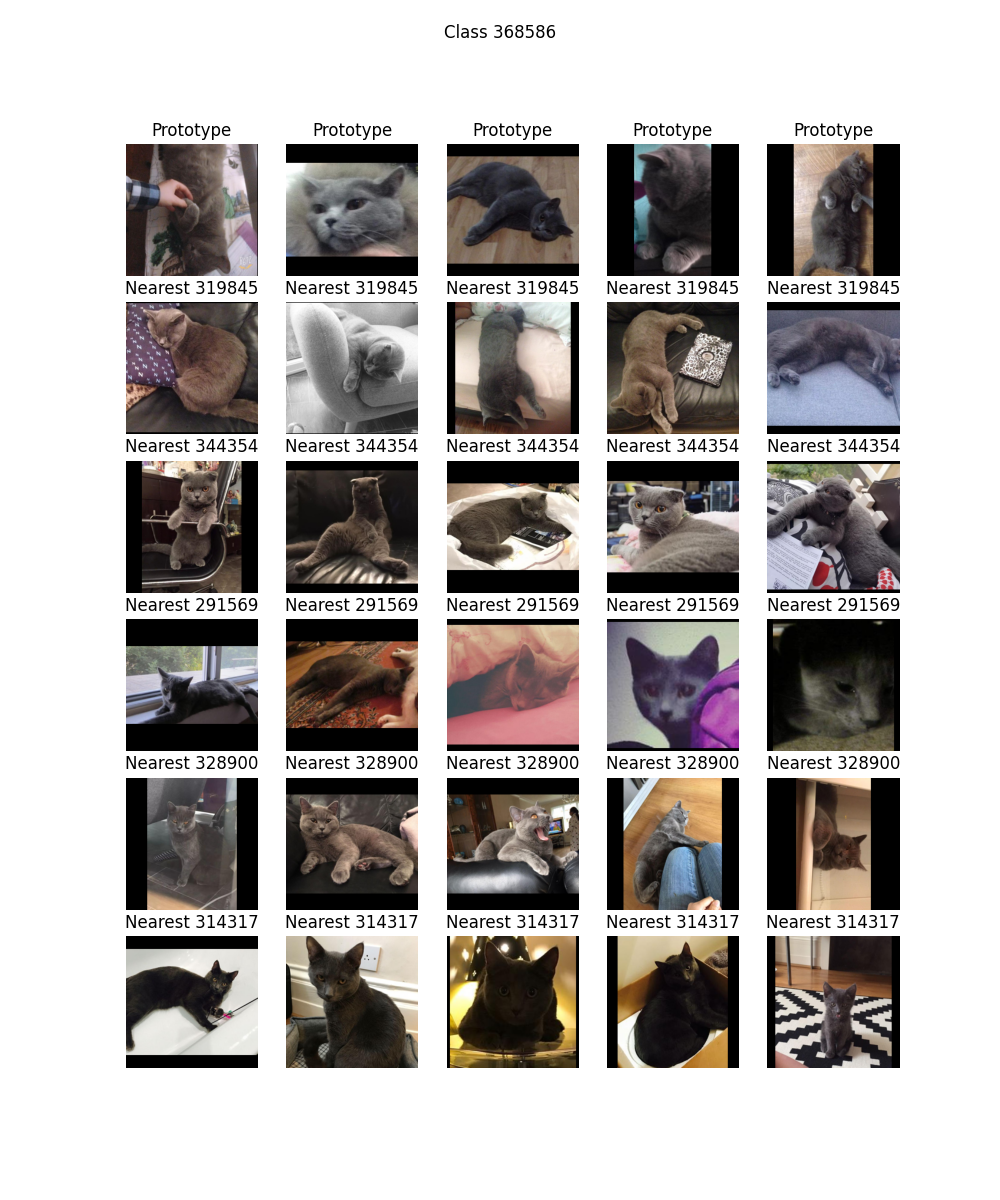 Class 368586
Prototype Prototype Prototype Prototype Prototype
Nearest 319845 Nearest 319845 Nearest 319845 Nearest 319845 Nearest 319845
Nearest 344354 Nearest 344354 Nearest 344354 Nearest 344354 Nearest 344354
Nearest 291569 Nearest 291569 Nearest 291569 Nearest 291569 Nearest 291569
Nearest 328900 Nearest 328900 Nearest 328900 Nearest 328900 Nearest 328900
Nearest 314317 Nearest 314317 Nearest 314317 Nearest 314317 Nearest 314317